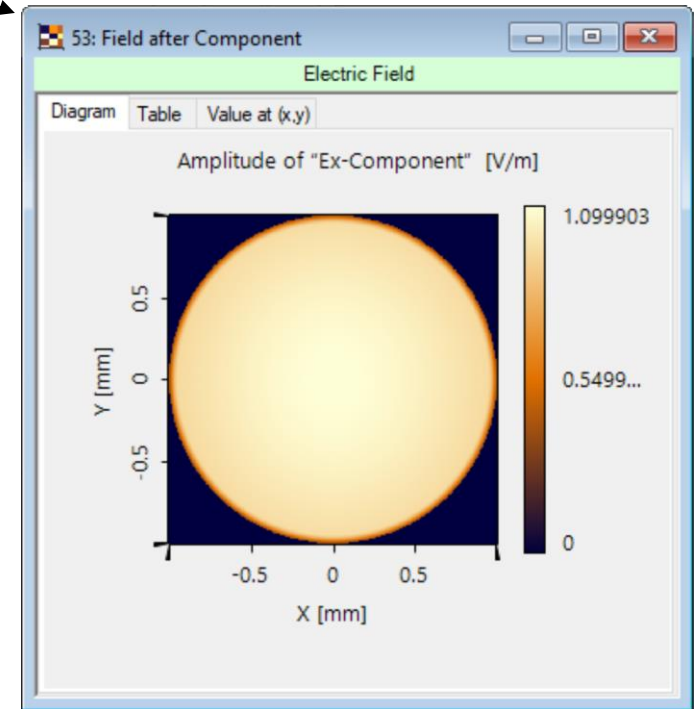 53: Field after Component
Electric Field
Diagram Table Value at (x,y)
Amplitude of “Ex-Component” [V/m]
1.099903
0.5
0
0.5499...
Y [mm]
-0.5
0
-0.5 0 0.5
X [mm]